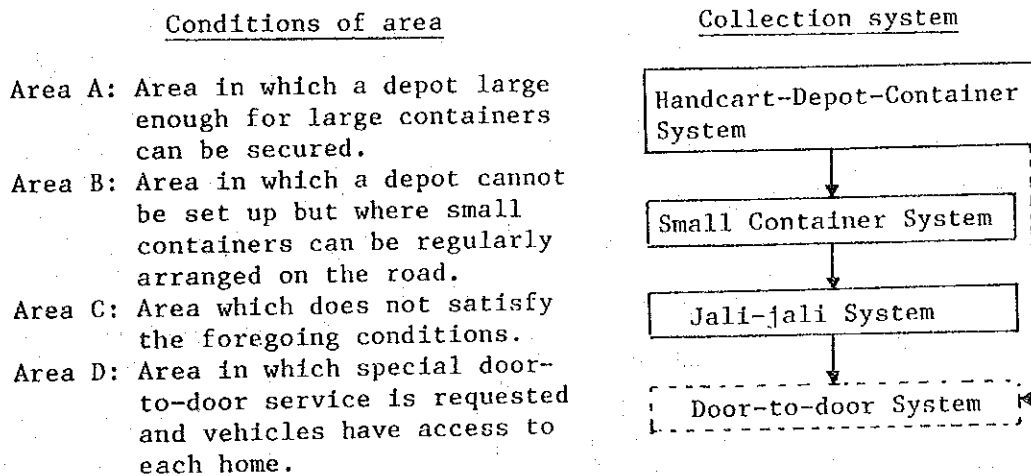 Conditions of area
Area A: Area in which a depot large
enough for large containers
can be secured.
Area B: Area in which a depot cannot
be set up but where small
containers can be regularly
arranged on the road.
Area C: Area which does not satisfy
the foregoing conditions.
Area D: Area in which special door-
to-door service is requested
and vehicles have access to
each home.
Collection system
Handcart-Depot-Container
System
Small Container System
Jali-jali System
Door-to-door System